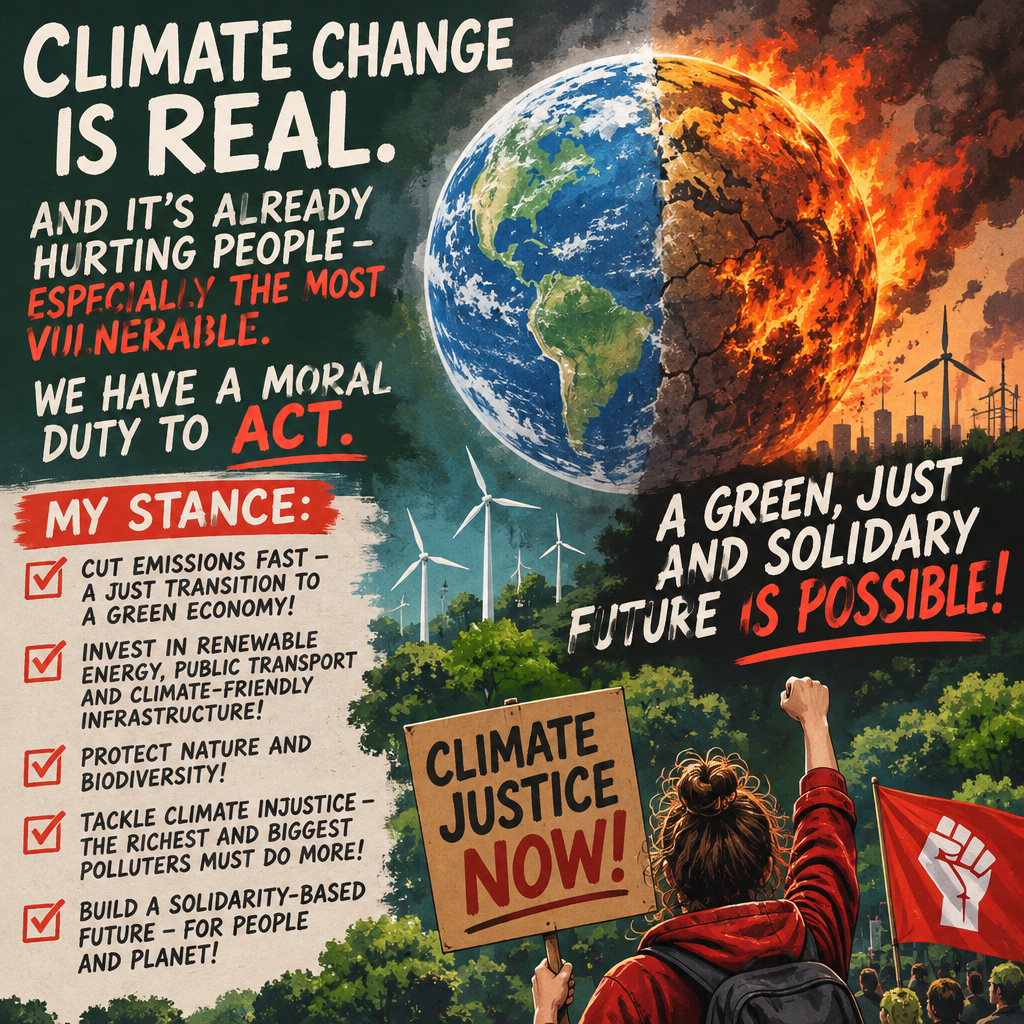 CLIMATE CHANGE
IS REAL.
AND IT'S ALREADY
HURTING PEOPLE –
ESPECIALLY THE MOST
VULNERABLE.
WE HAVE A MORAL
DUTY TO ACT.
MY STANCE:
CUT EMISSIONS FAST –
A JUST TRANSITION TO
A GREEN ECONOMY!
INVEST IN RENEWABLE
ENERGY, PUBLIC TRANSPORT
AND CLIMATE-FRIENDLY
INFRASTRUCTURE!
PROTECT NATURE AND
BIODIVERSITY!
TACKLE CLIMATE INJUSTICE –
THE RICHEST AND BIGGEST
POLLUTERS MUST DO MORE!
BUILD A SOLIDARITY-BASED
FUTURE – FOR PEOPLE
AND PLANET!
A GREEN, JUST
AND SOLIDARY
FUTURE IS POSSIBLE!
CLIMATE
JUSTICE
NOW!